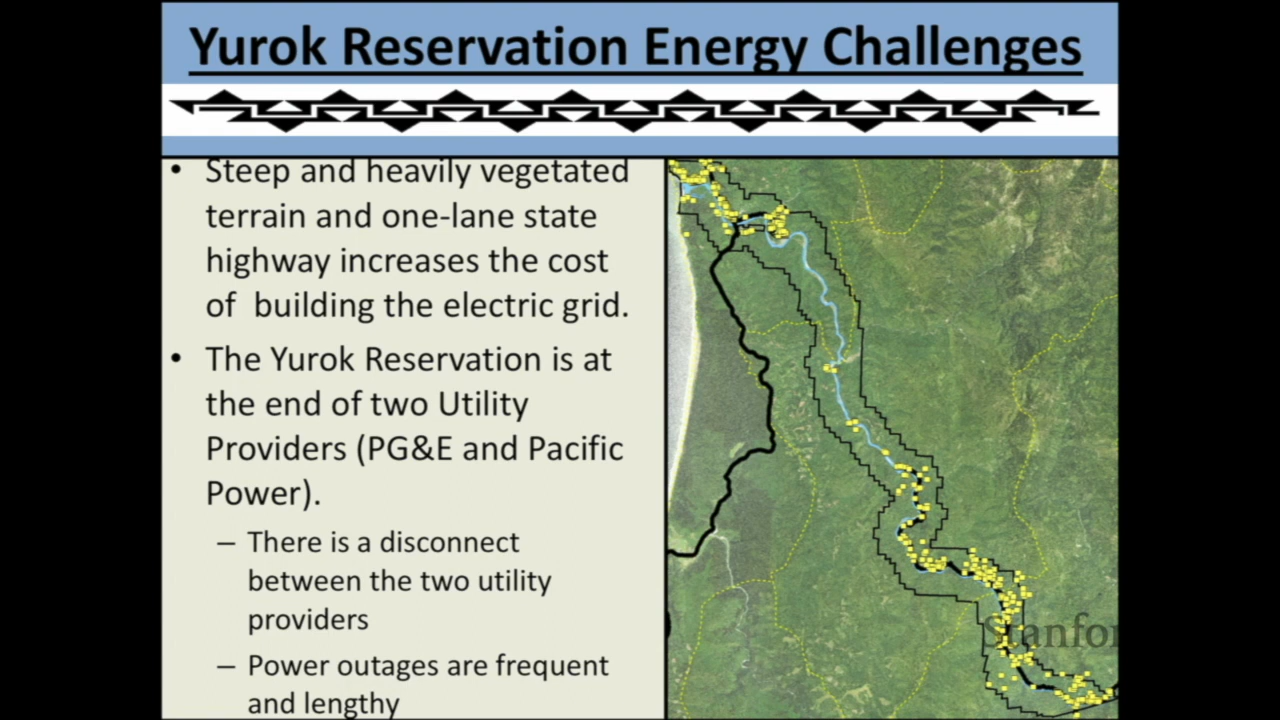 Yurok Reservation Energy Challenges
• Steep and heavily vegetated
terrain and one-lane state
highway increases the cost
of  building the electric grid.
• The Yurok Reservation is at
the end of two Utility
Providers (PG&E and Pacific
Power).
– There is a disconnect
between the two utility
providers
– Power outages are frequent
and lengthy
Stanfor